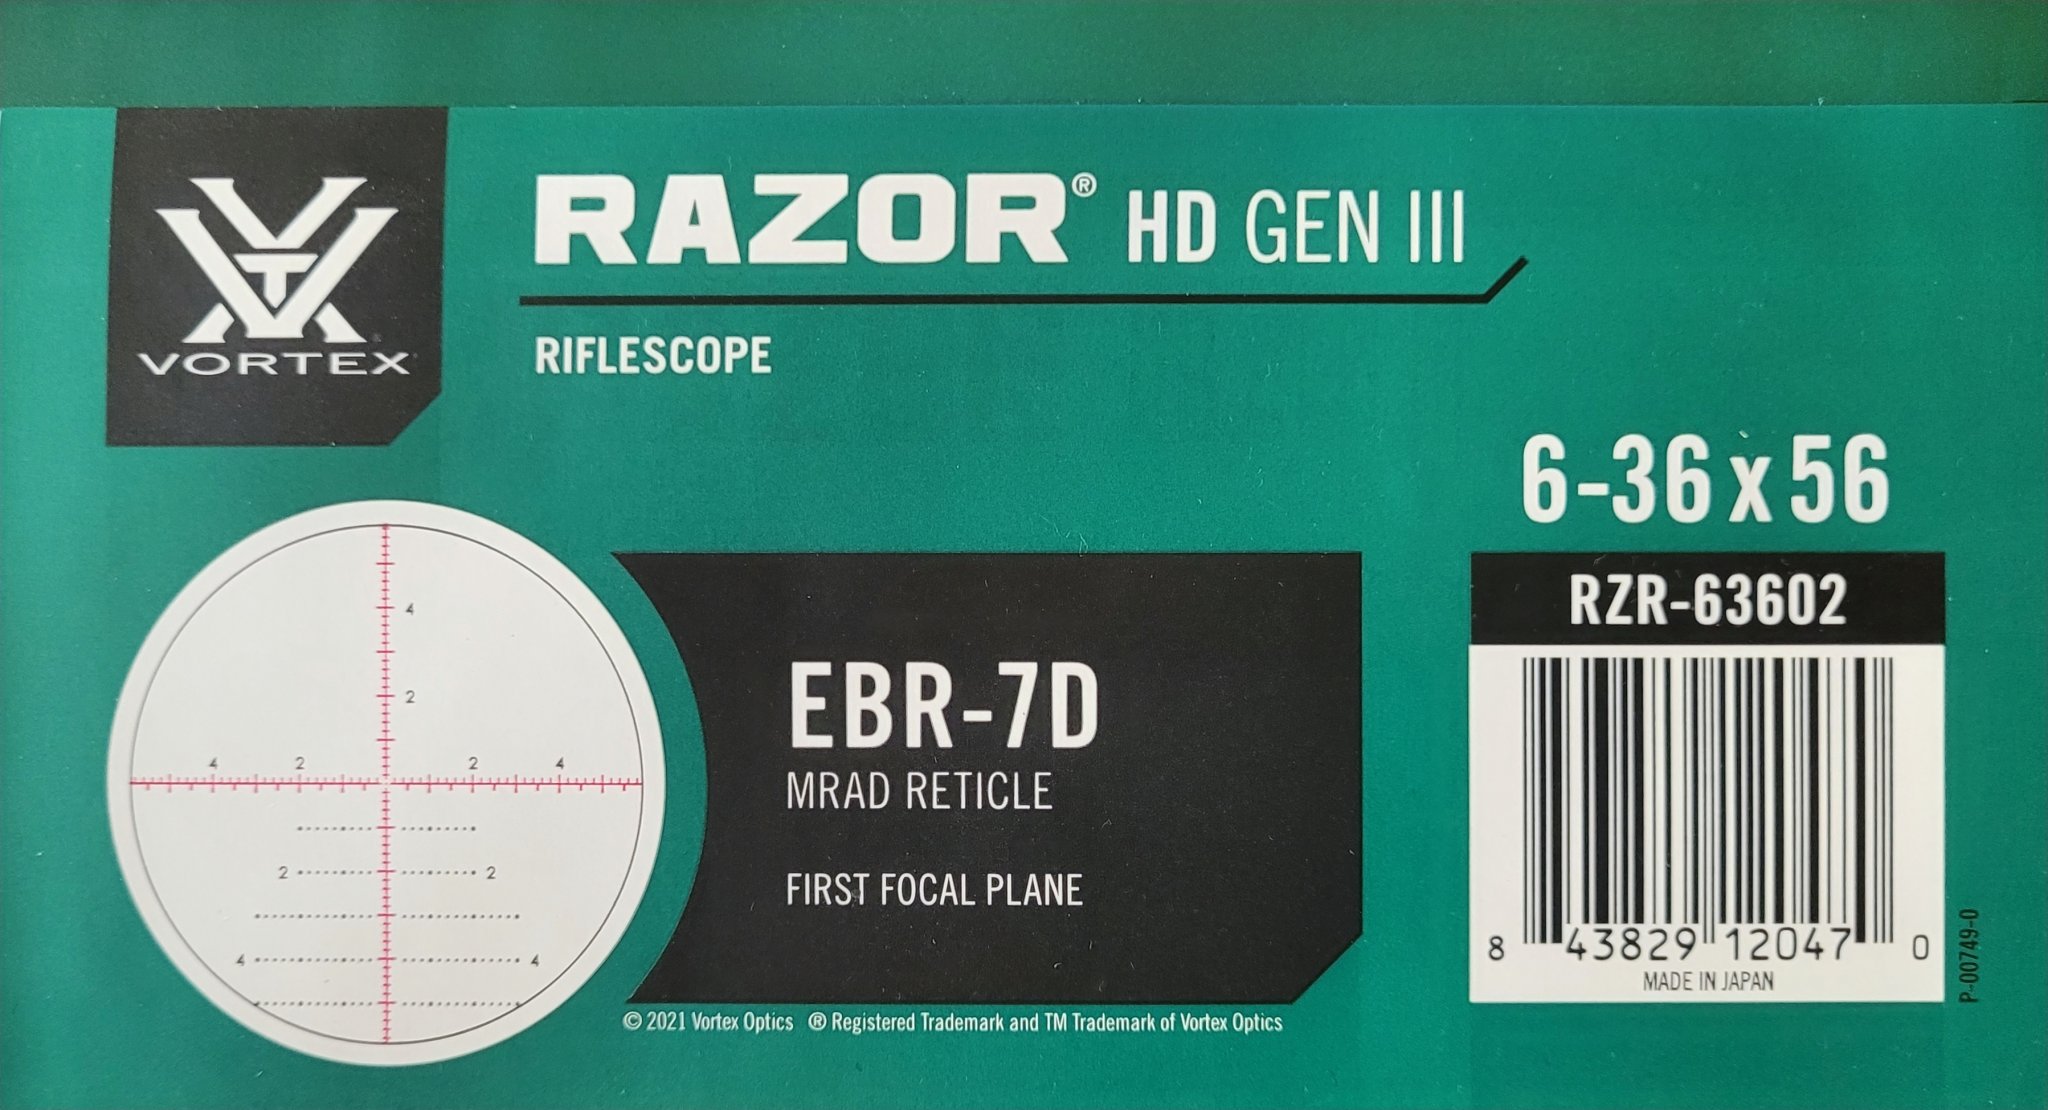 VORTEX
RAZOR® HD GEN III
RIFLESCOPE
6-36 x 56
RZR-63602
EBR-7D
MRAD RETICLE
FIRST FOCAL PLANE
4
2
4 2 2 4
2 2
4 4
8 43829 12047 0
MADE IN JAPAN
P-00749-0
© 2021 Vortex Optics ® Registered Trademark and TM Trademark of Vortex Optics